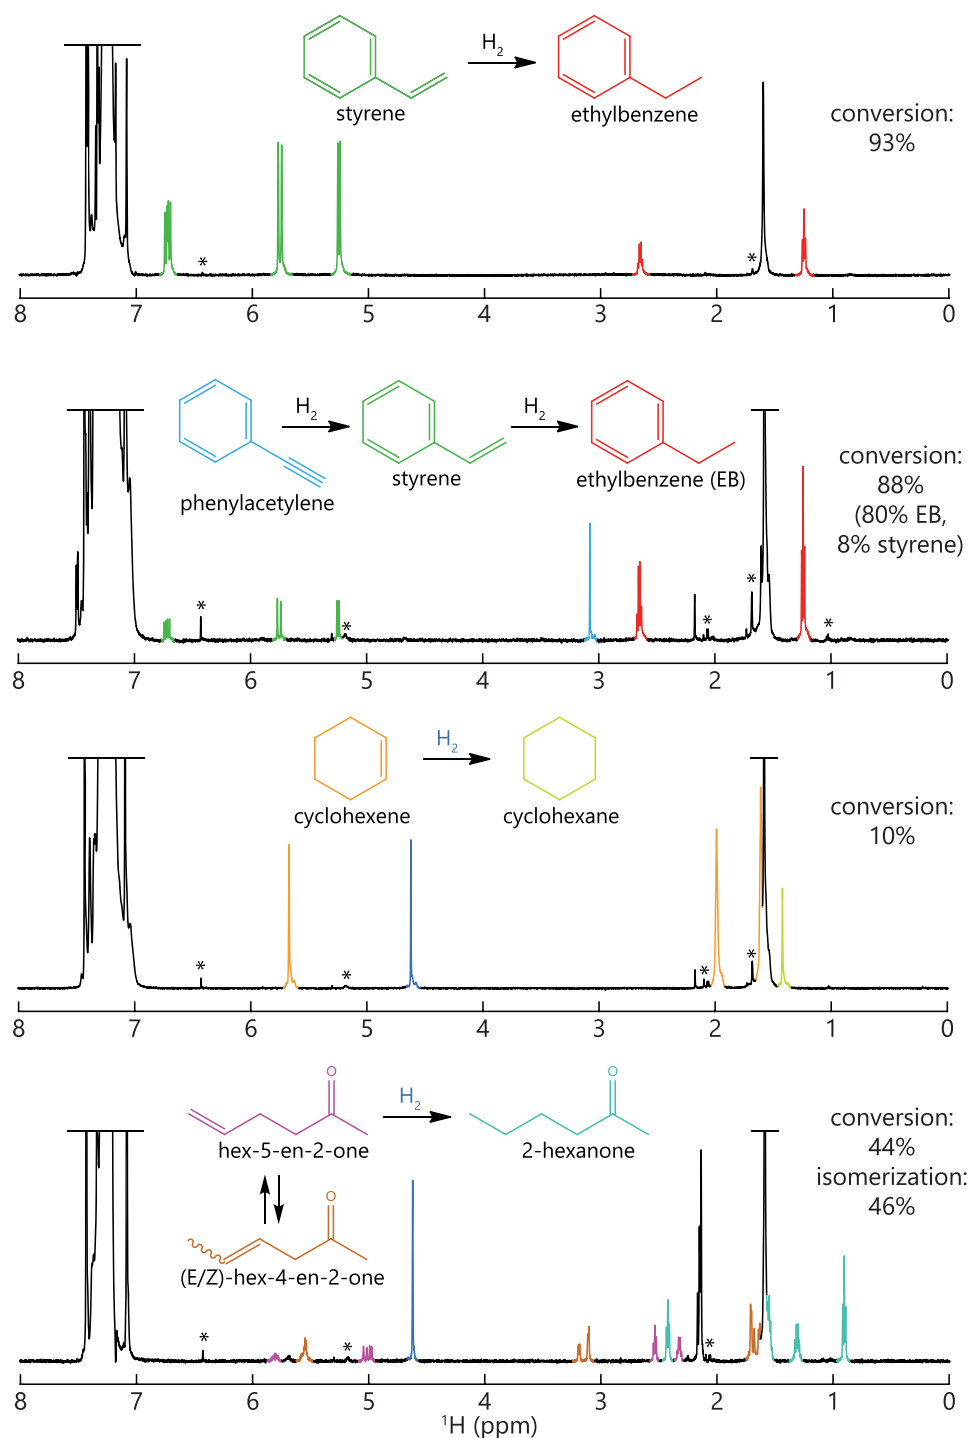 H2
styrene
ethylbenzene
conversion:
93%
*
*
8 7 6 5 4 3 2 1 0
H2
H2
phenylacetylene
styrene
ethylbenzene (EB)
conversion:
88%
(80% EB,
8% styrene)
*
*
*
*
*
8 7 6 5 4 3 2 1 0
H2
cyclohexene
cyclohexane
conversion:
10%
*
*
*
*
8 7 6 5 4 3 2 1 0
O
H2
O
hex-5-en-2-one
2-hexanone
conversion:
44%
isomerization:
46%
O
(E/Z)-hex-4-en-2-one
*
*
*
8 7 6 5 4 3 2 1 0
1H (ppm)